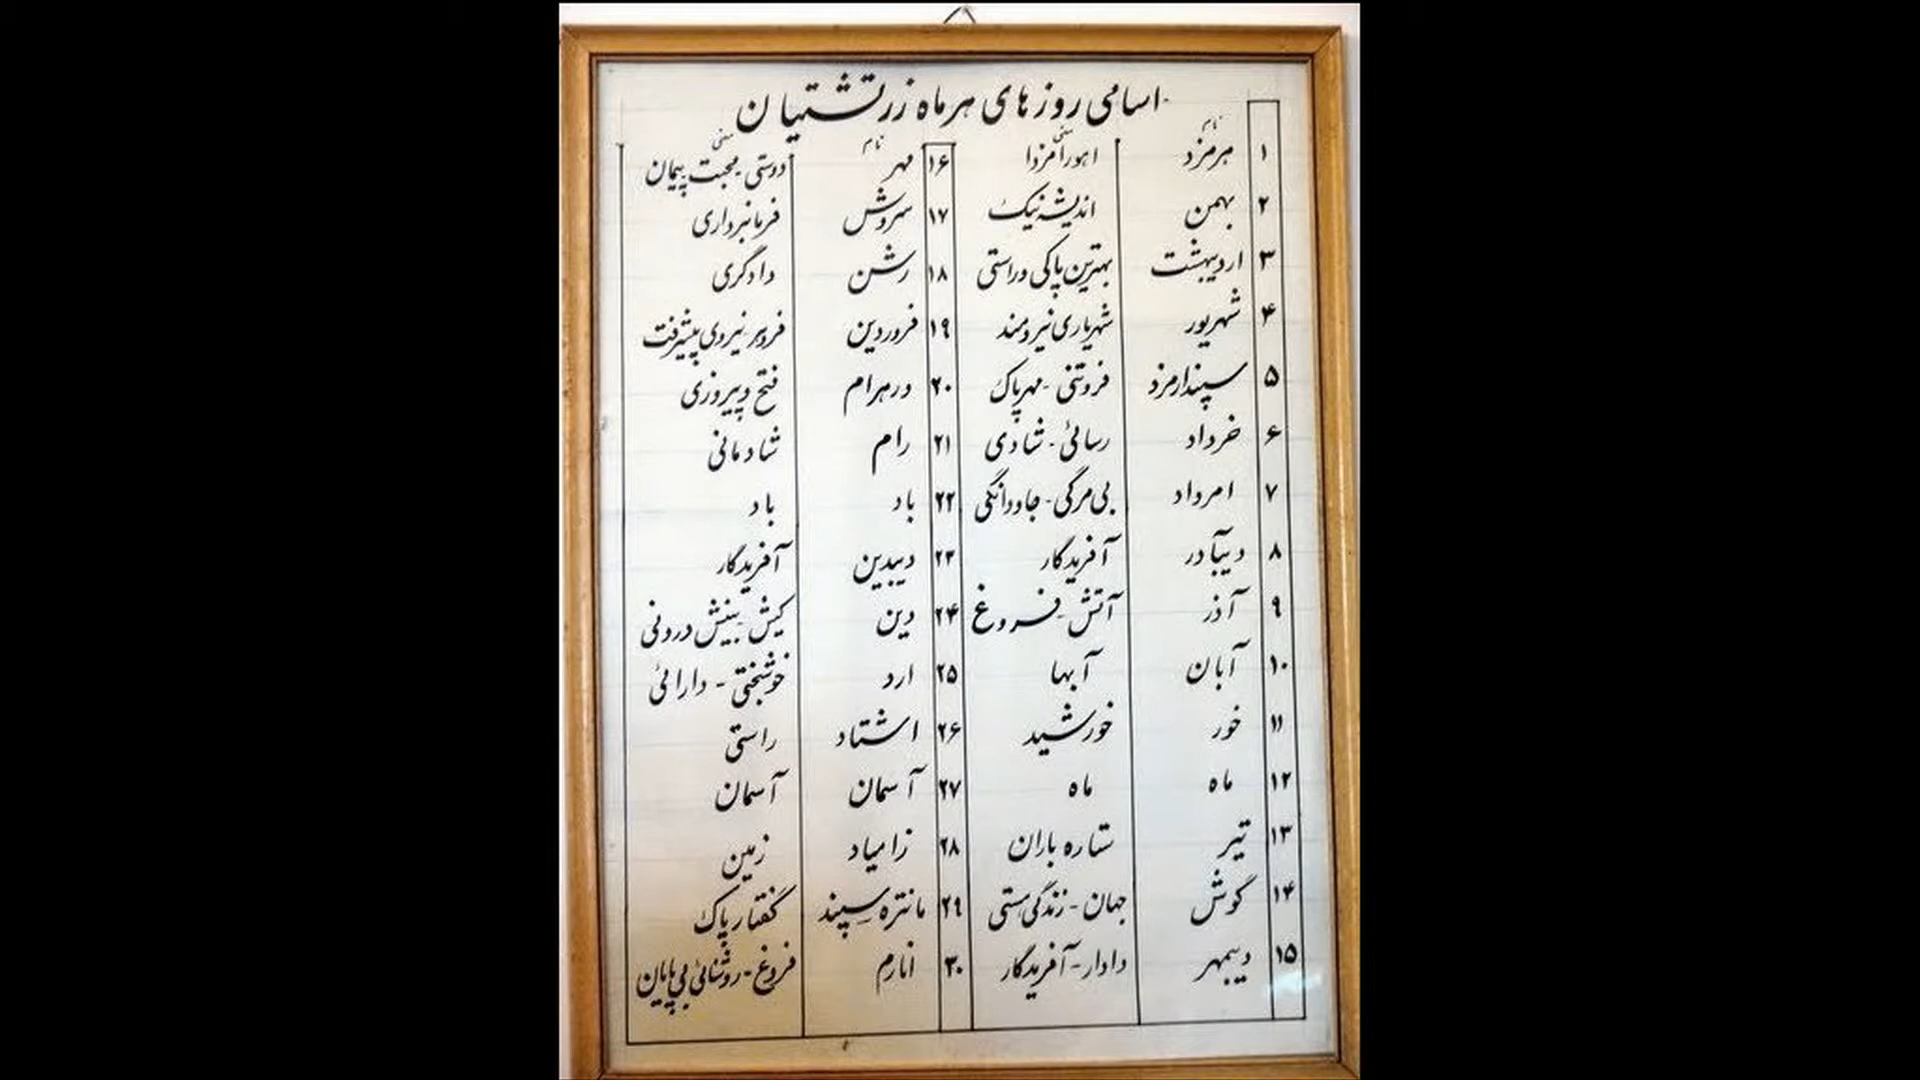 اسامی روزهای هر ماه زرتشتیان
نام معنی
۱ هرمزد اهورامزدا
۲ بهمن اندیشه نیک
۳ اردیبهشت بهترین پاکی و راستی
۴ شهریور شهریاری نیرومند
۵ سپندارمزد فروتنی - مهر پاک
۶ خرداد رسائی - شادی
۷ امرداد بی مرگی - جاودانگی
۸ دیبآدر آفریدگار
۹ آذر آتش - فروغ
۱۰ آبان آبها
۱۱ خور خورشید
۱۲ ماه ماه
۱۳ تیر ستاره باران
۱۴ گوش جهان - زندگی هستی
۱۵ دیبمهر دادار - آفریدگار
نام معنی
۱۶ مهر دوستی - محبت پیمان
۱۷ سروش فرمانبرداری
۱۸ رشن دادگری
۱۹ فروردین فروهر - نیروی پیشرفت
۲۰ ورهرام فتح و پیروزی
۲۱ رام شادمانی
۲۲ باد باد
۲۳ دیبدین آفریدگار
۲۴ دین کیش - بینش درونی
۲۵ ارد خوشبختی - دارائی
۲۶ اشتاد راستی
۲۷ آسمان آسمان
۲۸ زامیاد زمین
۲۹ مانتره سپند گفتار پاک
۳۰ انارم فروغ - روشنائی بی پایان